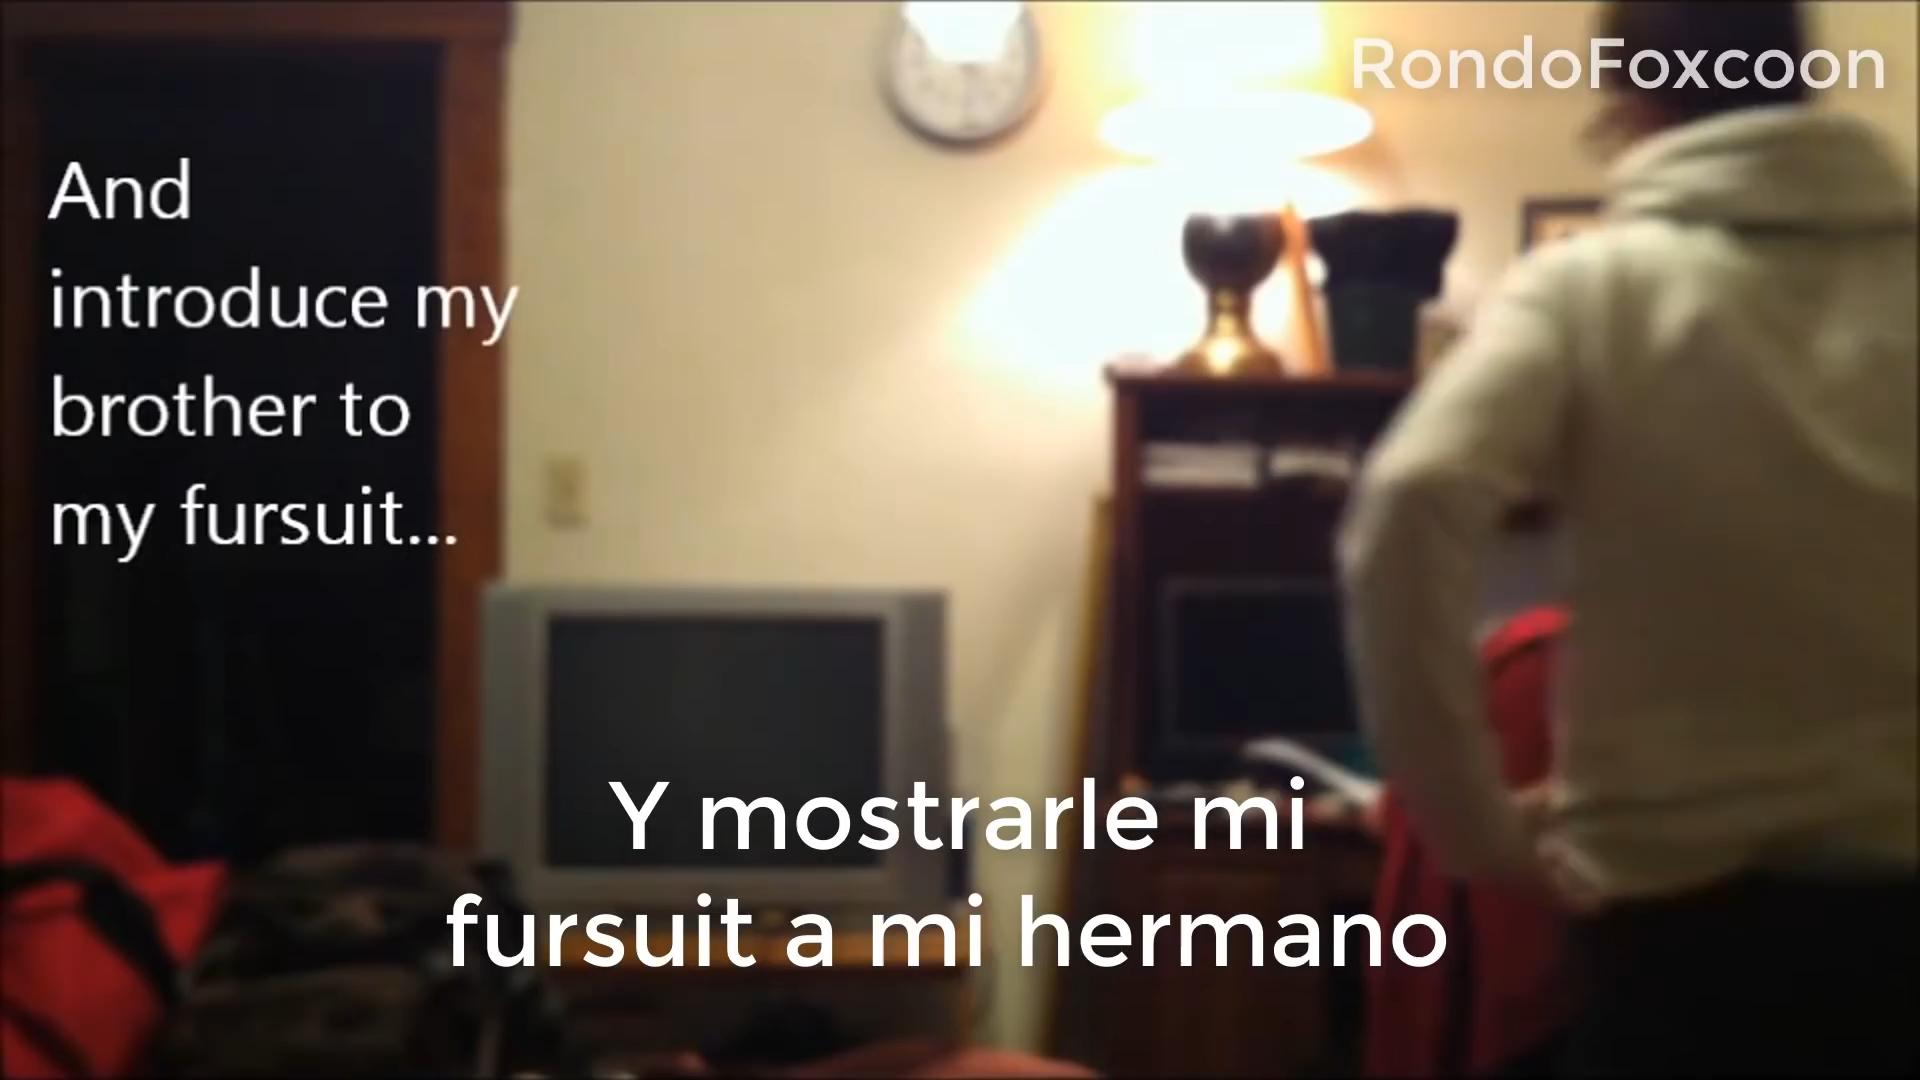 RondoFoxcoon
And
introduce my
brother to
my fursuit...
Y mostrarle mi
fursuit a mi hermano